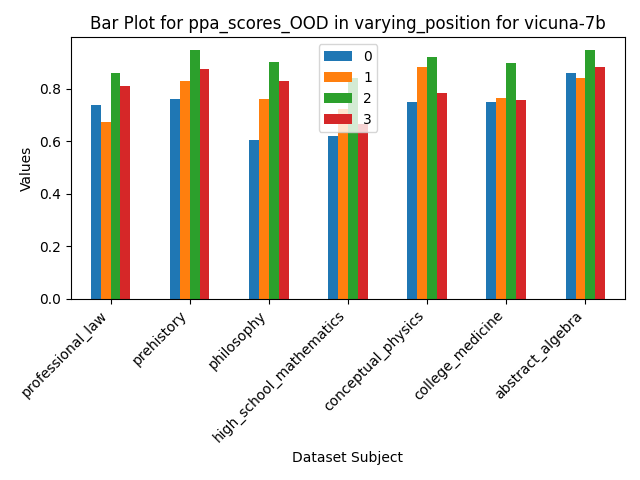 Bar Plot for ppa_scores_OOD in varying_position for vicuna-7b
0
1
2
3
Values
0.8
0.6
0.4
0.2
0.0
professional_law
prehistory
philosophy
high_school_mathematics
conceptual_physics
college_medicine
abstract_algebra
Dataset Subject